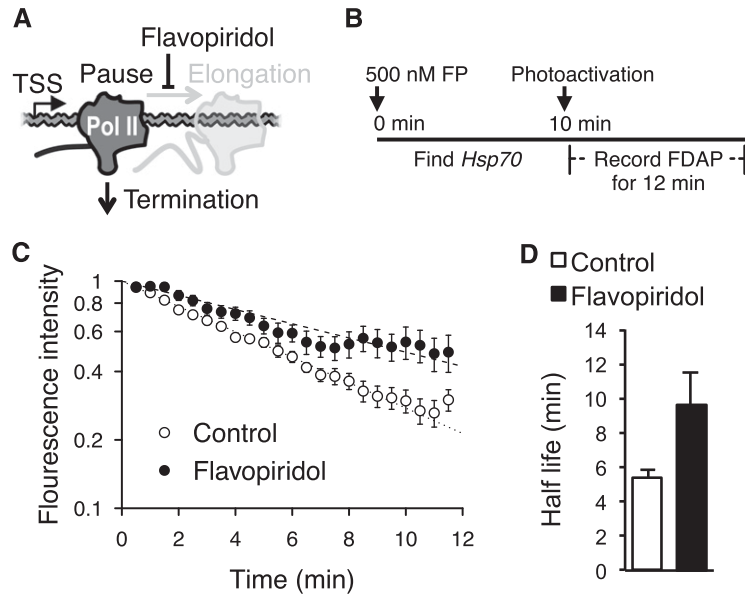 A
Flavopiridol
TSS
Pause
Elongation
Pol II
Termination
B
500 nM FP
Photoactivation
0 min
10 min
Find Hsp70
Record FDAP
for 12 min
C
Flourescence intensity
1
0.8
0.6
0.4
0.2
0.1
Control
Flavopiridol
0
2
4
6
8
10
12
Time (min)
D
Control
Flavopiridol
Half life (min)
14
12
10
8
6
4
2
0